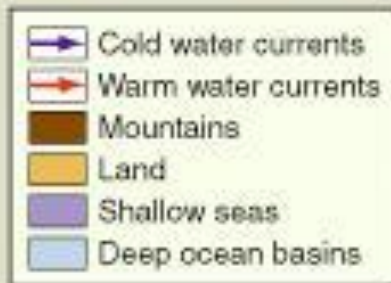 Cold water currents
Warm water currents
Mountains
Land
Shallow seas
Deep ocean basins